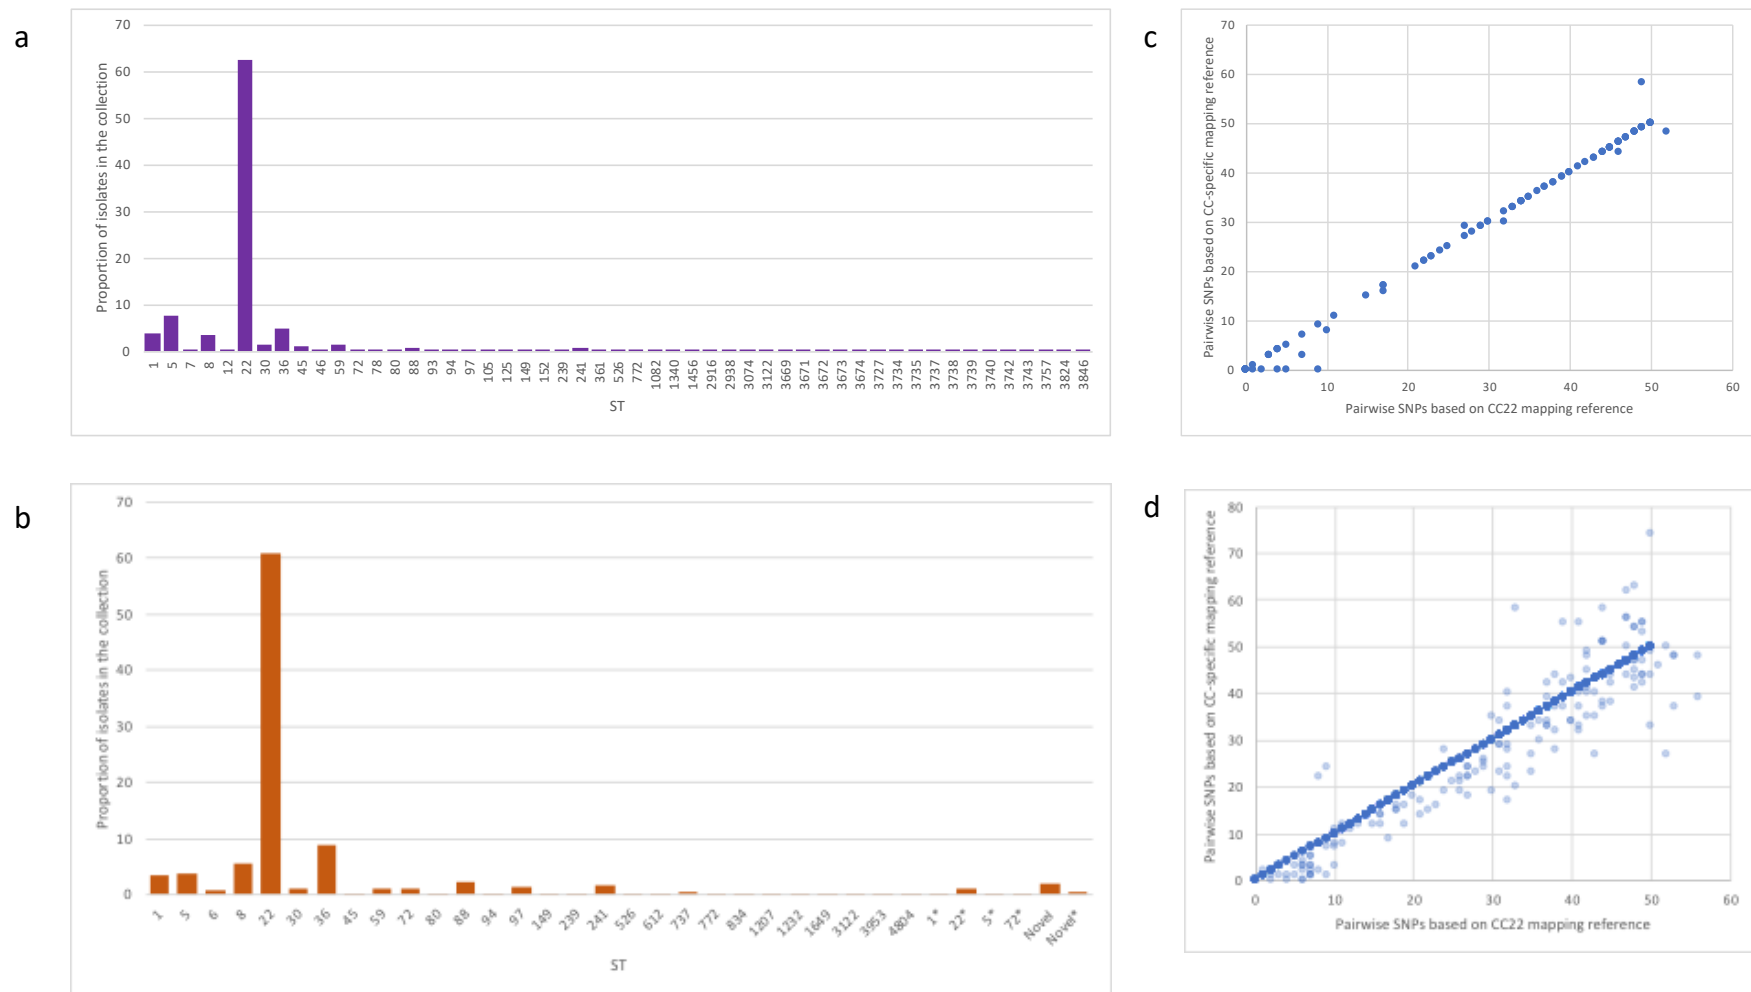 a
Proportion of isolates in the collection
70
60
50
40
30
20
10
0
1 5 7 8 12 22 30 36 45 46 59 72 78 80 88 93 94 97 105 125 149 152 239 241 361 526 772 1082 1340 1456 2916 2938 3074 3122 3669 3671 3672 3673 3674 3727 3734 3735 3737 3738 3739 3740 3742 3743 3757 3824 3846
ST
c
Pairwise SNPs based on CC-specific mapping reference
70
60
50
40
30
20
10
0
0 10 20 30 40 50 60
Pairwise SNPs based on CC22 mapping reference
b
Proportion of isolates in the collection
70
60
50
40
30
20
10
0
1 5 6 8 22 30 36 45 59 72 80 88 94 97 149 239 241 526 612 737 772 834 1207 1232 1649 3122 3953 4804 1* 22* 5* 72* Novel Novel*
ST
d
Pairwise SNPs based on CC-specific mapping reference
80
70
60
50
40
30
20
10
0
0 10 20 30 40 50 60
Pairwise SNPs based on CC22 mapping reference